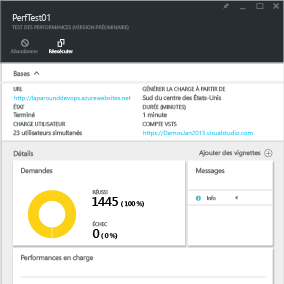 PerfTest01
TEST DES PERFORMANCES (VERSION PRÉLIMINAIRE)
Abandonner
Réexécuter
Bases
URL
http://laparounddevops.azurewebsites.net
ÉTAT
Terminé
CHARGE UTILISATEUR
23 utilisateurs simultanés
GÉNÉRER LA CHARGE À PARTIR DE
Sud du centre des États-Unis
DURÉE (MINUTES)
1 minute
COMPTE VSTS
https://DemosJan2015.visualstudio.com
Détails
Ajouter des vignettes
Demandes
RÉUSSI
1445 ( 100 %)
ÉCHEC
0 ( 0 %)
Messages
Info
Performances en charge